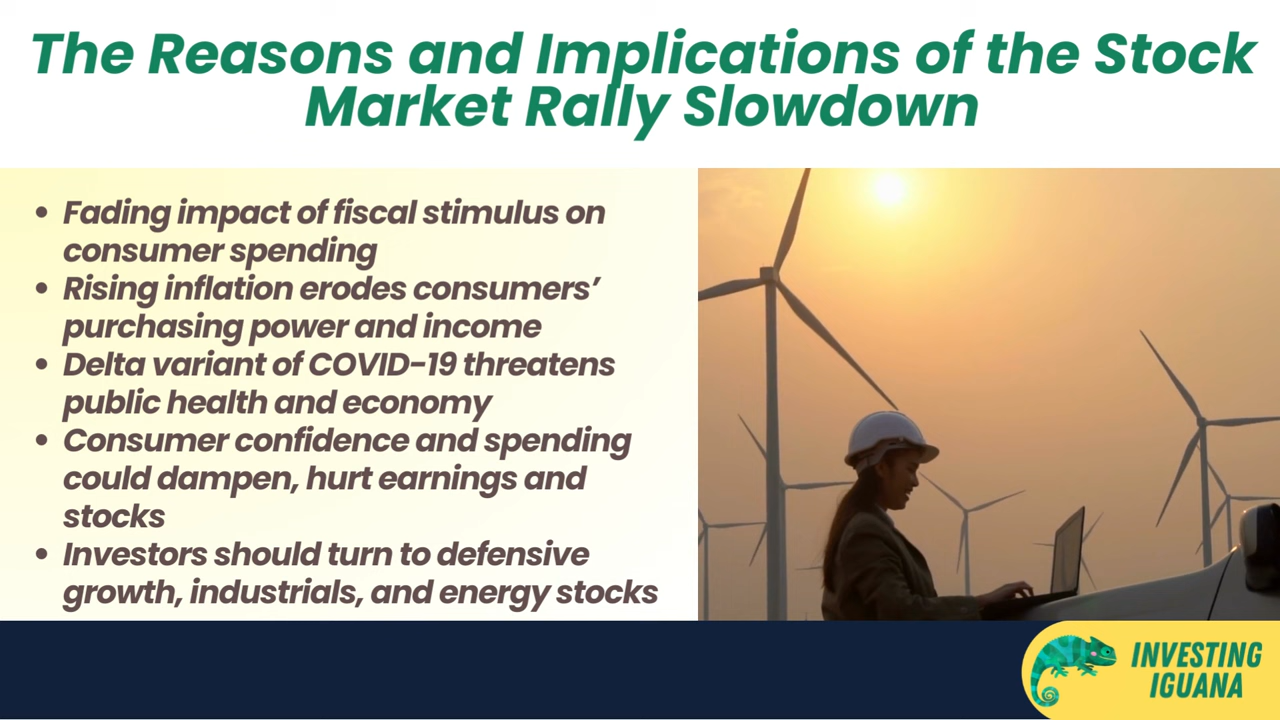 The Reasons and Implications of the Stock
Market Rally Slowdown
• Fading impact of fiscal stimulus on
consumer spending
• Rising inflation erodes consumers’
purchasing power and income
• Delta variant of COVID-19 threatens
public health and economy
• Consumer confidence and spending
could dampen, hurt earnings and
stocks
• Investors should turn to defensive
growth, industrials, and energy stocks
INVESTING
IGUANA